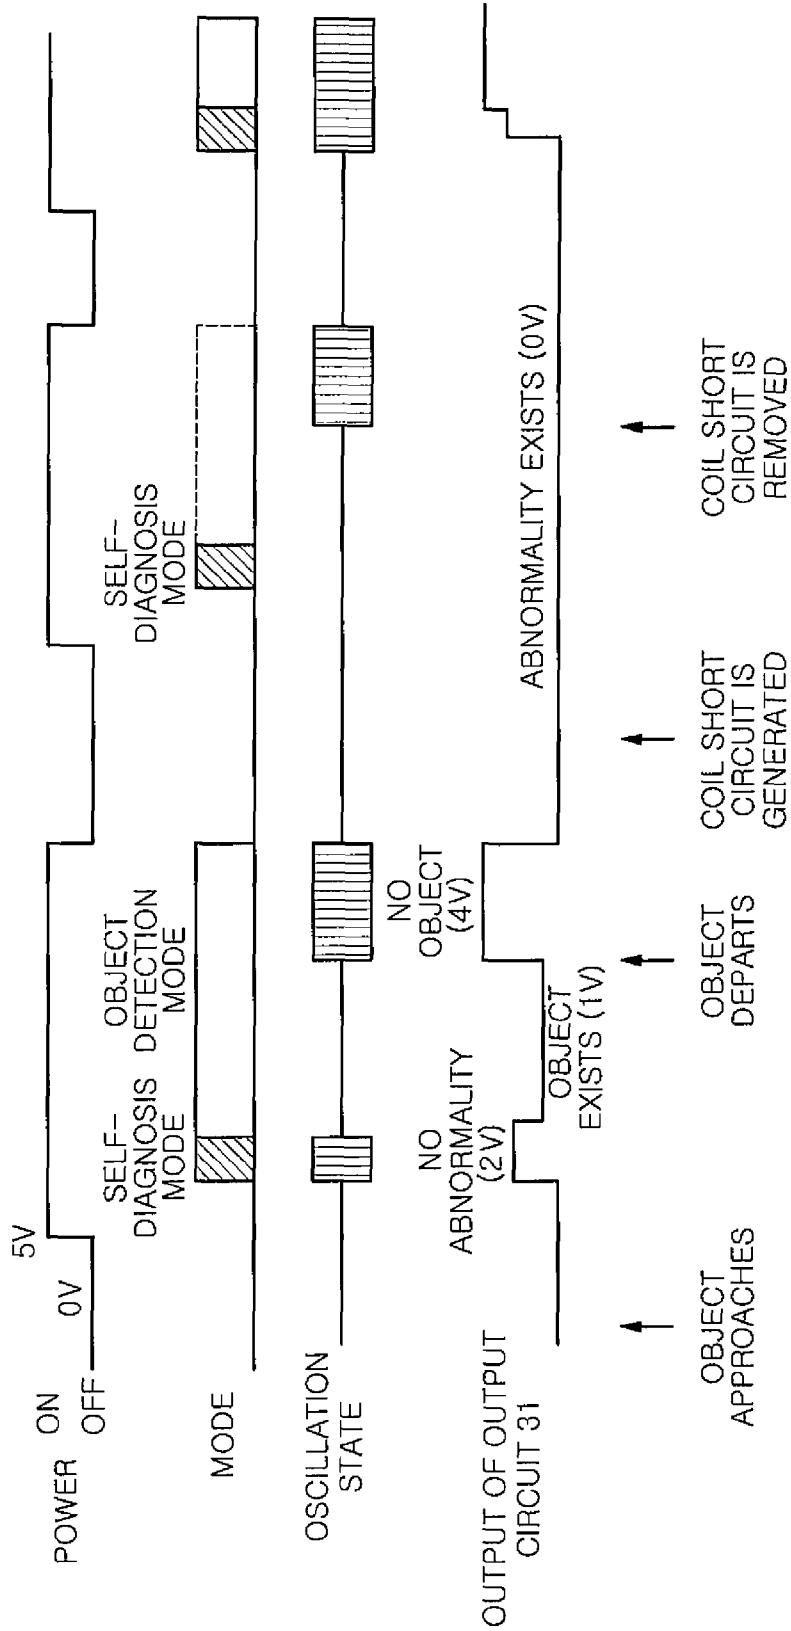 POWER ON
OFF
5V
0V
MODE
SELF-
DIAGNOSIS
MODE
OBJECT
DETECTION
MODE
SELF-
DIAGNOSIS
MODE
OSCILLATION
STATE
OUTPUT OF OUTPUT
CIRCUIT 31
NO
ABNORMALITY
(2V)
OBJECT
EXISTS (1V)
NO
OBJECT
(4V)
ABNORMALITY EXISTS (0V)
OBJECT
APPROACHES
OBJECT
DEPARTS
COIL SHORT
CIRCUIT IS
GENERATED
COIL SHORT
CIRCUIT IS
REMOVED